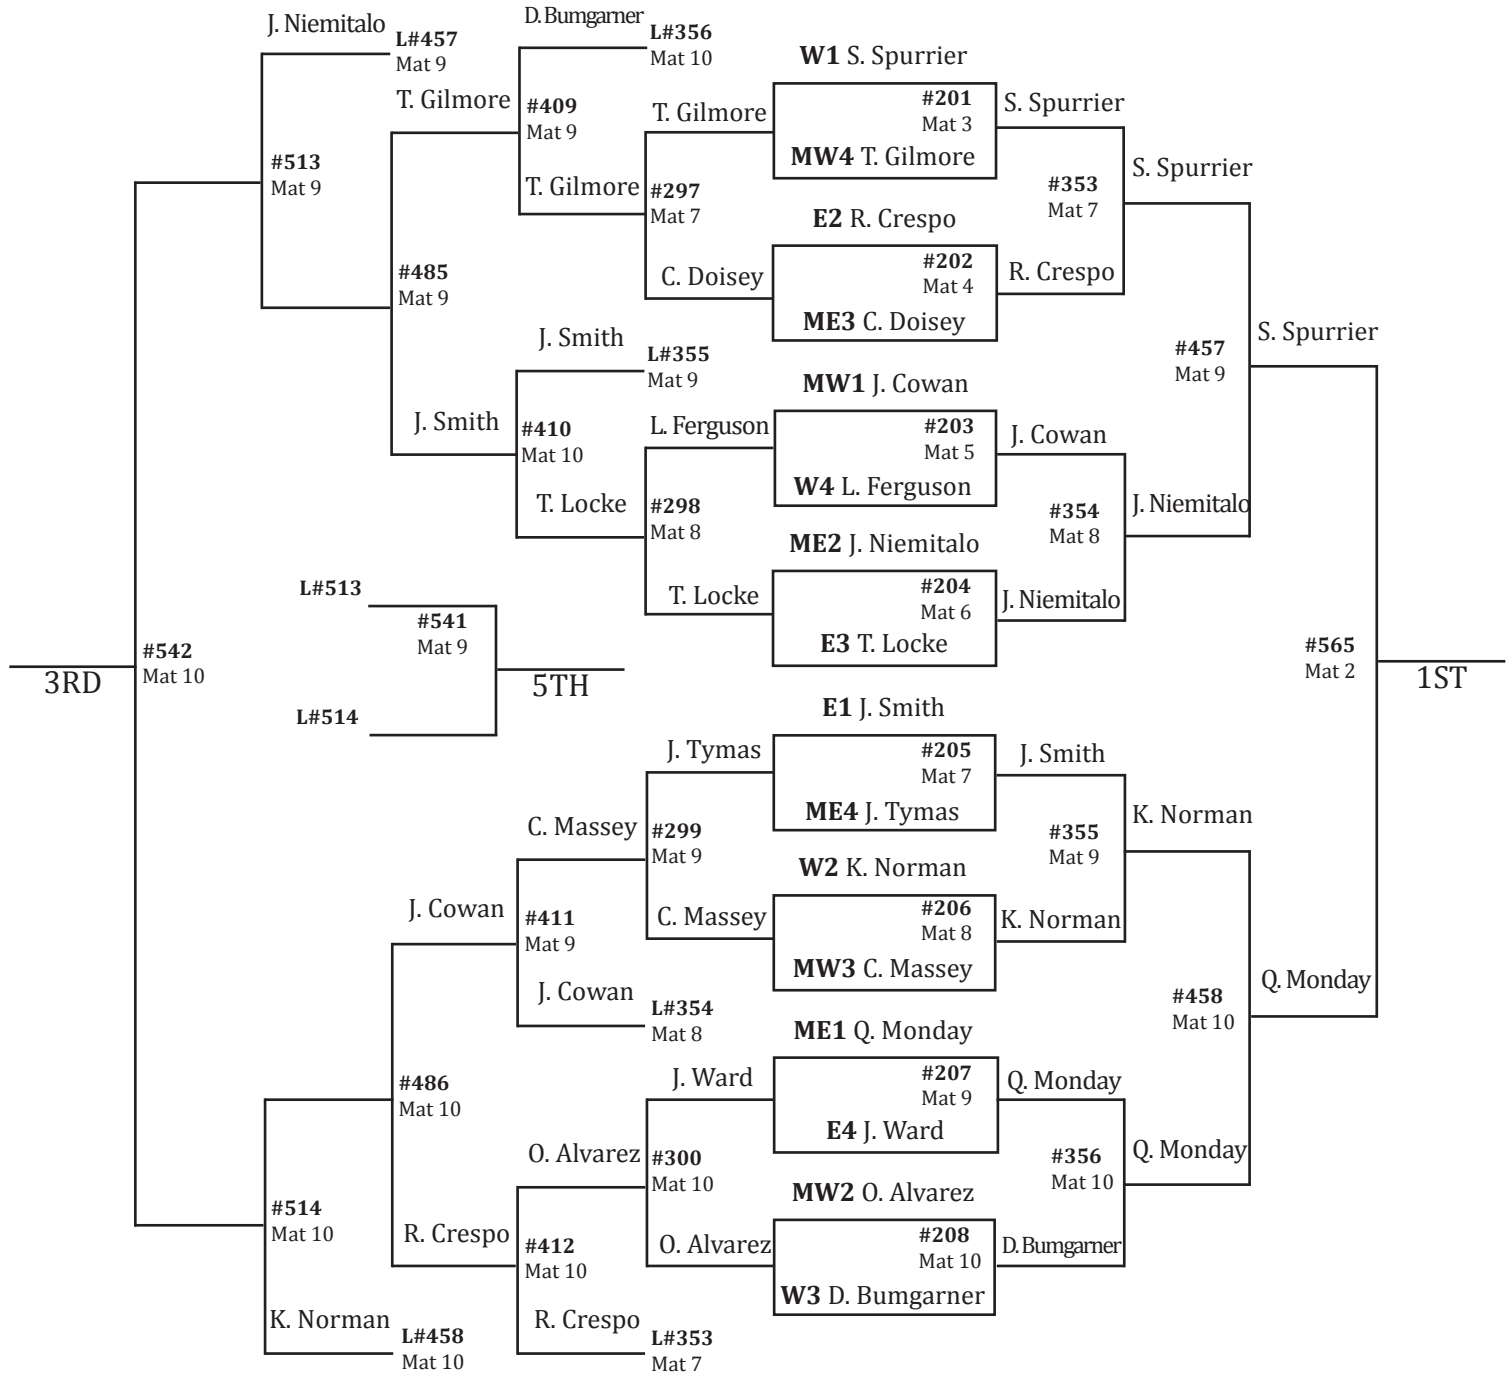 J. Niemitalo
L#457
Mat 9
D. Bumgarner
L#356
Mat 10
T. Gilmore
#409
Mat 9
#513
Mat 9
T. Gilmore
T. Gilmore
#297
Mat 7
C. Doisey
#485
Mat 9
J. Smith
L#355
Mat 9
J. Smith
#410
Mat 10
L. Ferguson
T. Locke
#298
Mat 8
T. Locke
W1 S. Spurrier
#201
Mat 3
MW4 T. Gilmore
S. Spurrier
E2 R. Crespo
#202
Mat 4
ME3 C. Doisey
R. Crespo
#353
Mat 7
S. Spurrier
MW1 J. Cowan
#203
Mat 5
W4 L. Ferguson
J. Cowan
ME2 J. Niemitalo
#204
Mat 6
E3 T. Locke
J. Niemitalo
#354
Mat 8
J. Niemitalo
#457
Mat 9
S. Spurrier
L#513
#541
Mat 9
L#514
5TH
#542
Mat 10
3RD
#565
Mat 2
1ST
E1 J. Smith
#205
Mat 7
ME4 J. Tymas
J. Smith
W2 K. Norman
#206
Mat 8
MW3 C. Massey
K. Norman
#355
Mat 9
K. Norman
ME1 Q. Monday
#207
Mat 9
E4 J. Ward
Q. Monday
MW2 O. Alvarez
#208
Mat 10
W3 D. Bumgarner
D. Bumgarner
#356
Mat 10
Q. Monday
#458
Mat 10
Q. Monday
J. Tymas
C. Massey
#299
Mat 9
C. Massey
J. Cowan
#411
Mat 9
J. Cowan
L#354
Mat 8
J. Ward
#486
Mat 10
O. Alvarez
#300
Mat 10
O. Alvarez
R. Crespo
#412
Mat 10
R. Crespo
L#353
Mat 7
#514
Mat 10
K. Norman
L#458
Mat 10